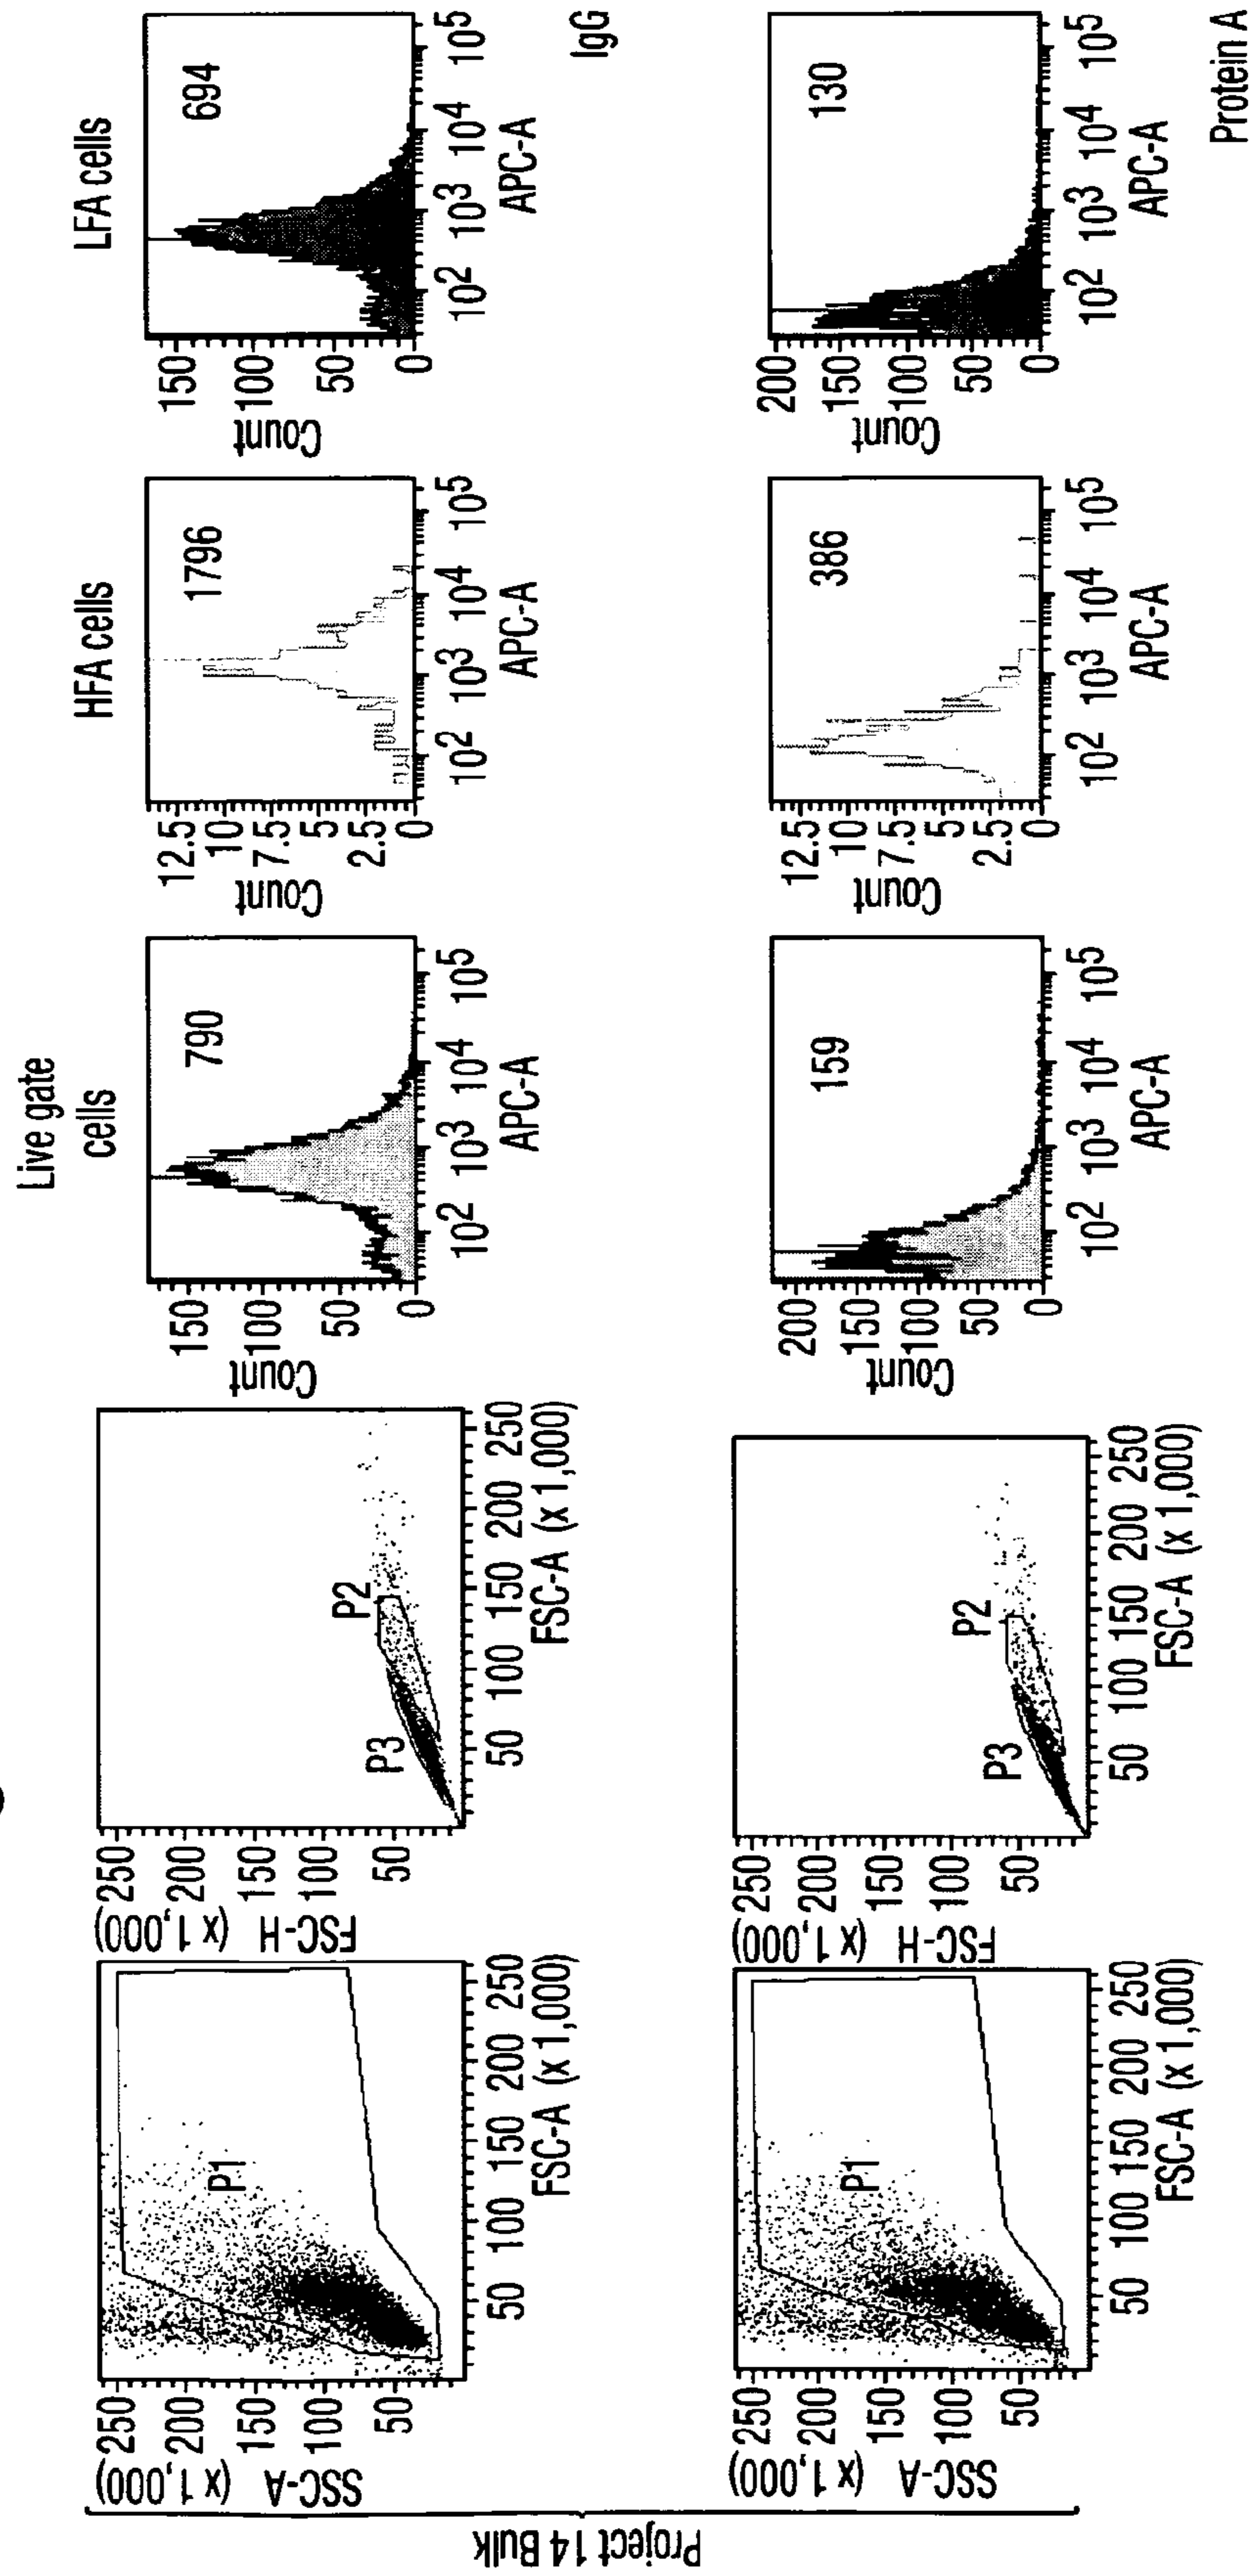 Project 14 Bulk
Live gate
cells
HFA cells
LFA cells
SSC-A
(x 1,000)
250
200
150
100
50
P1
50 100 150 200 250
FSC-A (x 1,000)
FSC-H
(x 1,000)
250
200
150
100
50
P3
P2
50 100 150 200 250
FSC-A (x 1,000)
Count
150
100
50
0
790
10² 10³ 10⁴ 10⁵
APC-A
Count
12.5
10
7.5
5
2.5
0
1796
10² 10³ 10⁴ 10⁵
APC-A
Count
150
100
50
0
694
10² 10³ 10⁴ 10⁵
APC-A
IgG
SSC-A
(x 1,000)
250
200
150
100
50
P1
50 100 150 200 250
FSC-A (x 1,000)
FSC-H
(x 1,000)
250
200
150
100
50
P3
P2
50 100 150 200 250
FSC-A (x 1,000)
Count
200
150
100
50
0
159
10² 10³ 10⁴ 10⁵
APC-A
Count
12.5
10
7.5
5
2.5
0
386
10² 10³ 10⁴ 10⁵
APC-A
Count
200
150
100
50
0
130
10² 10³ 10⁴ 10⁵
APC-A
Protein A